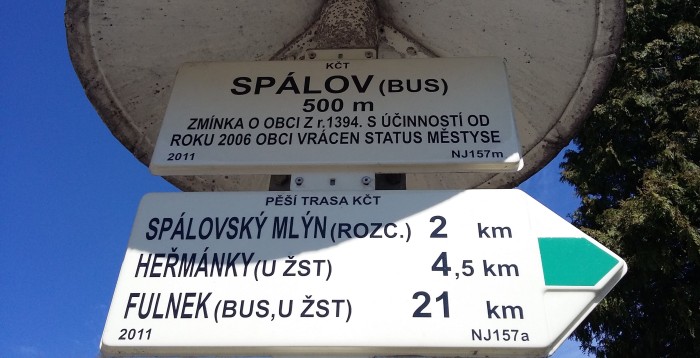 KČT
SPÁLOV (BUS)
500 m
ZMÍNKA O OBCI Z r.1394. S ÚČINNOSTÍ OD
ROKU 2006 OBCI VRÁCEN STATUS MĚSTYSE
2011 NJ157m
PĚŠÍ TRASA KČT
SPÁLOVSKÝ MLÝN (ROZC.) 2 km
HEŘMÁNKY (U ŽST) 4,5 km
FULNEK (BUS,U ŽST) 21 km
2011 NJ157a